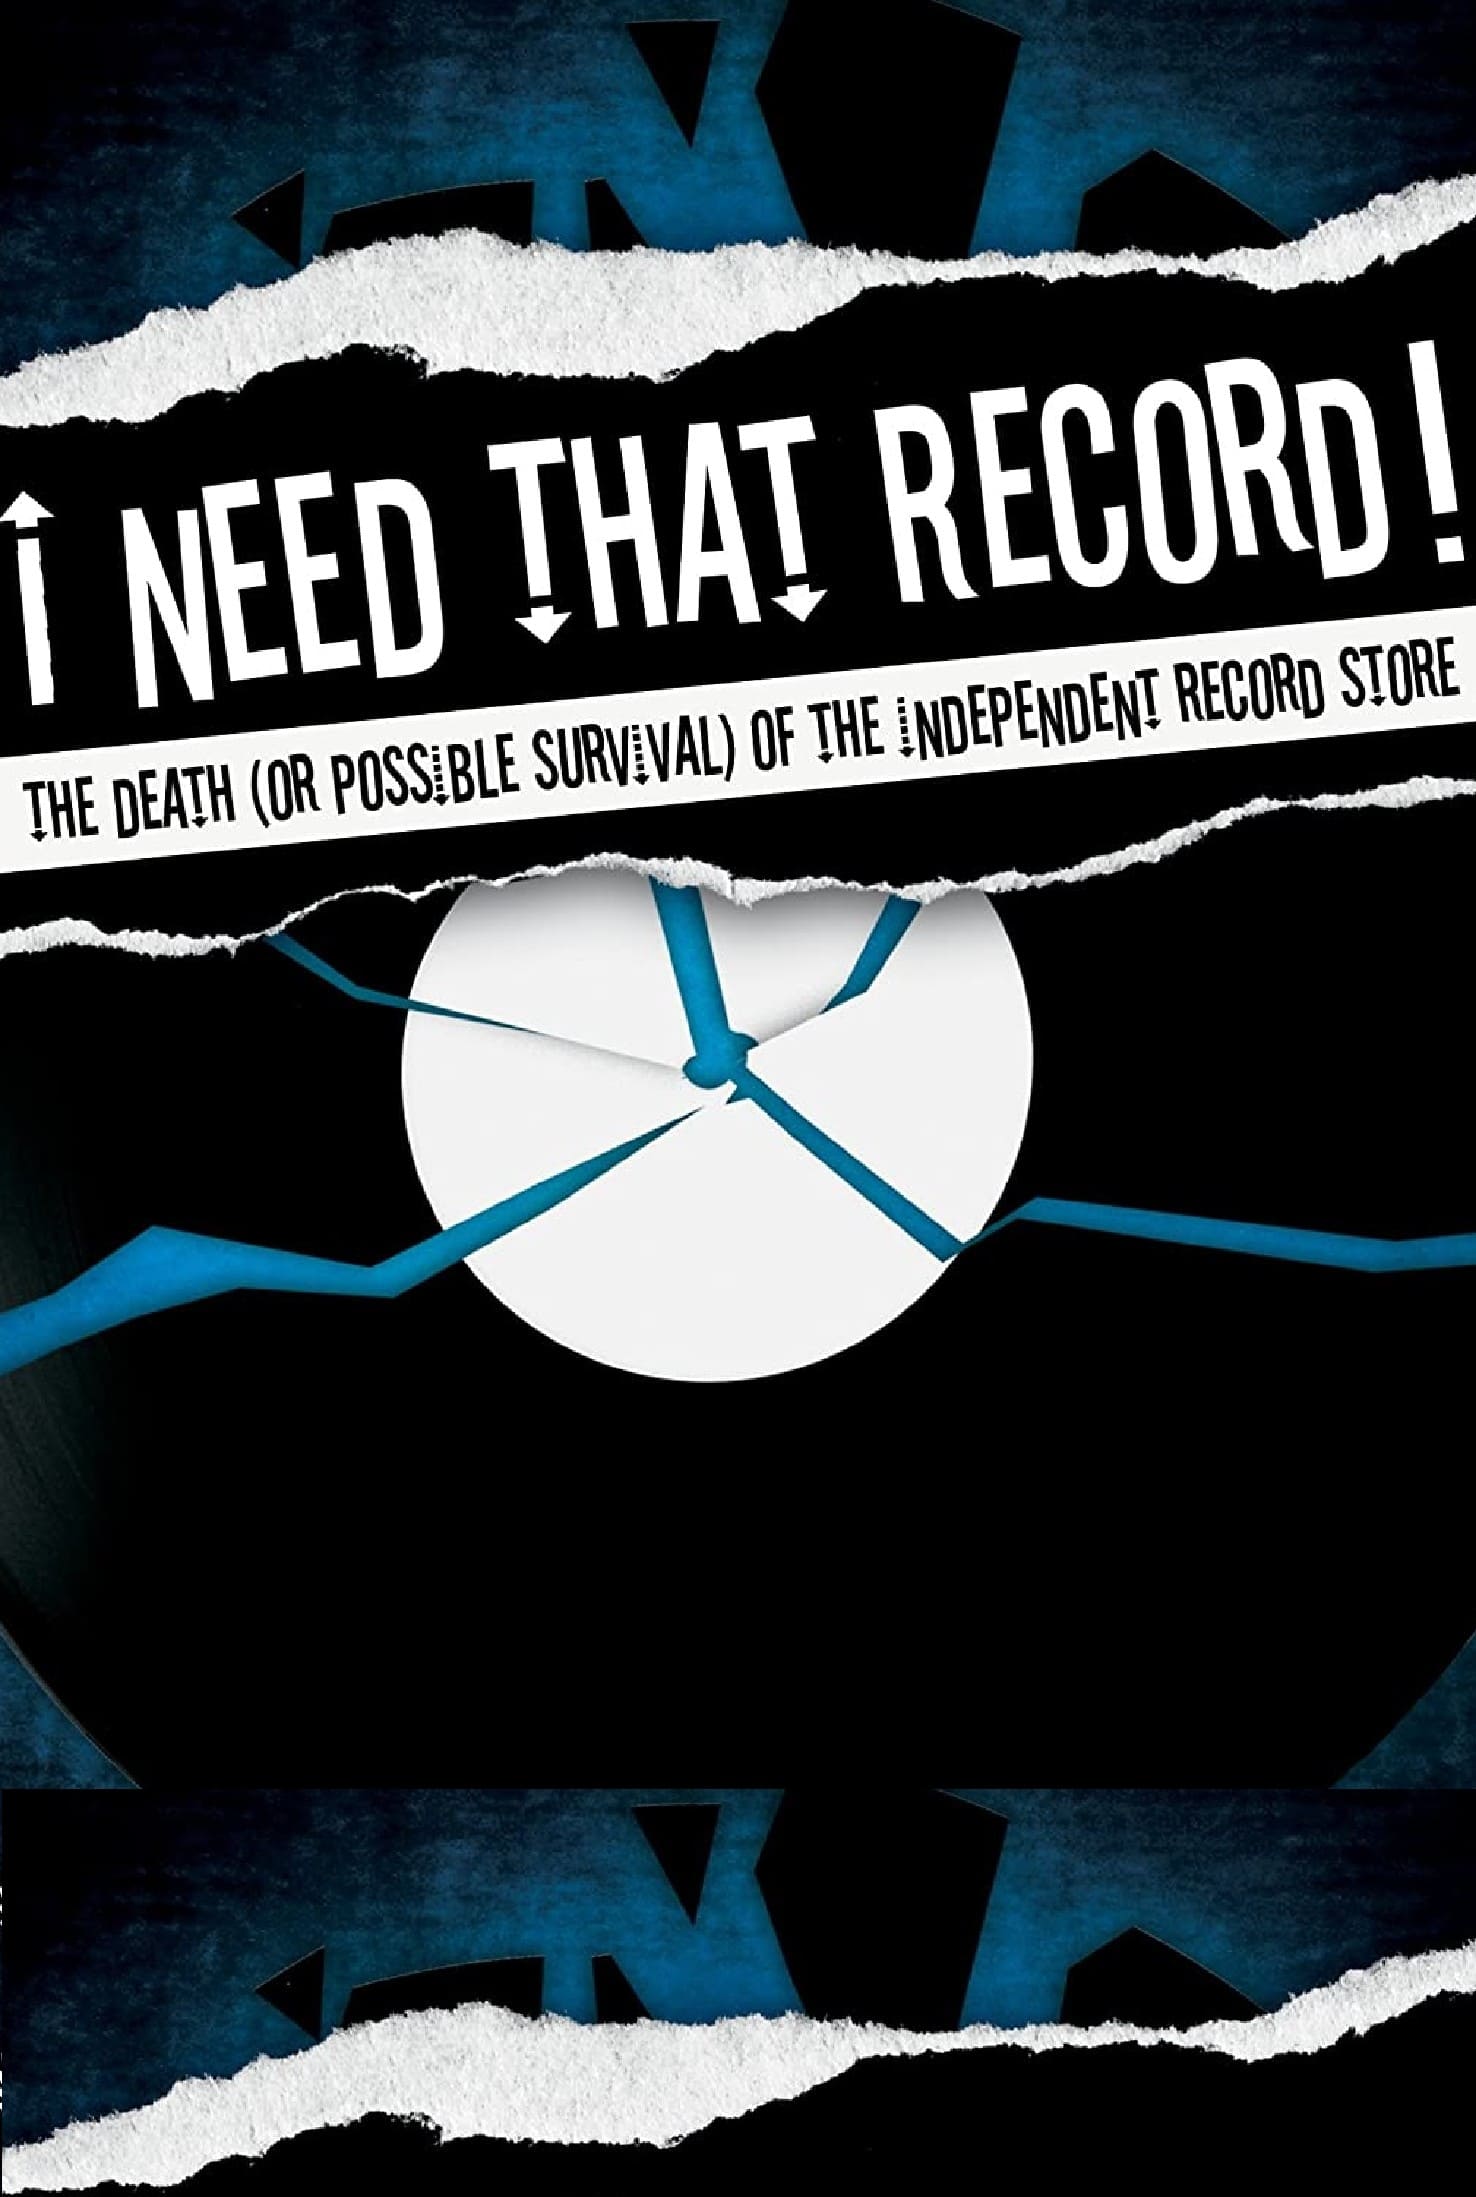 I NEED THAT RECORD!
THE DEATH (OR POSSIBLE SURVIVAL) OF THE INDEPENDENT RECORD STORE